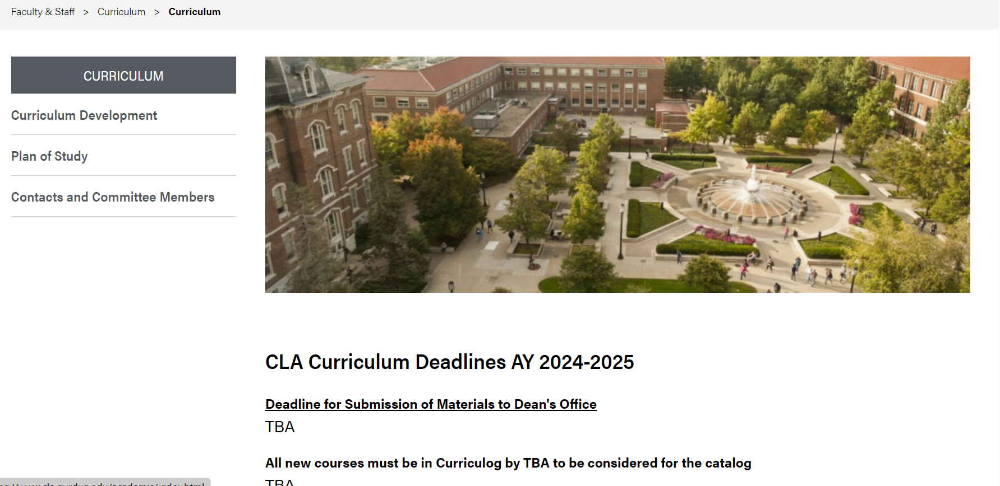 Faculty & Staff > Curriculum > Curriculum
CURRICULUM
Curriculum Development
Plan of Study
Contacts and Committee Members
CLA Curriculum Deadlines AY 2024-2025
Deadline for Submission of Materials to Dean's Office
TBA
All new courses must be in Curriculog by TBA to be considered for the catalog
TBA